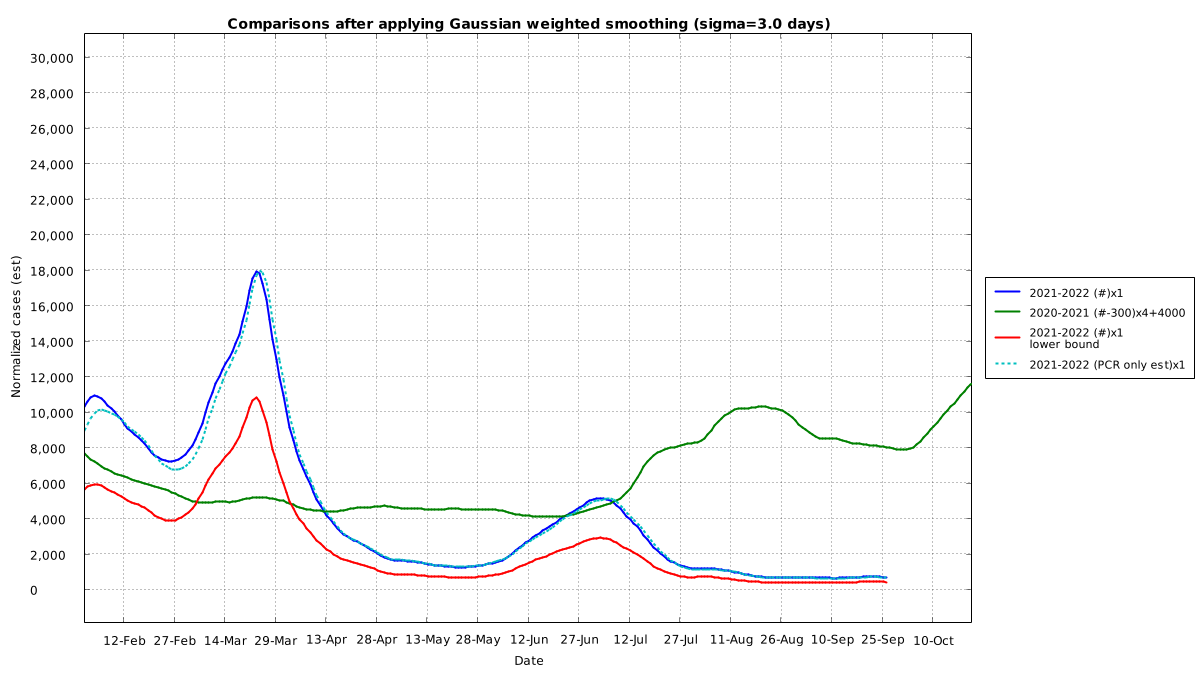 Comparisons after applying Gaussian weighted smoothing (sigma=3.0 days)
30,000
28,000
26,000
24,000
22,000
20,000
18,000
16,000
14,000
12,000
10,000
8,000
6,000
4,000
2,000
0
Normalized cases (est)
12-Feb 27-Feb 14-Mar 29-Mar 13-Apr 28-Apr 13-May 28-May 12-Jun 27-Jun 12-Jul 27-Jul 11-Aug 26-Aug 10-Sep 25-Sep 10-Oct
Date
2021-2022 (#)x1
2020-2021 (#-300)x4+4000
2021-2022 (#)x1
lower bound
2021-2022 (PCR only est)x1